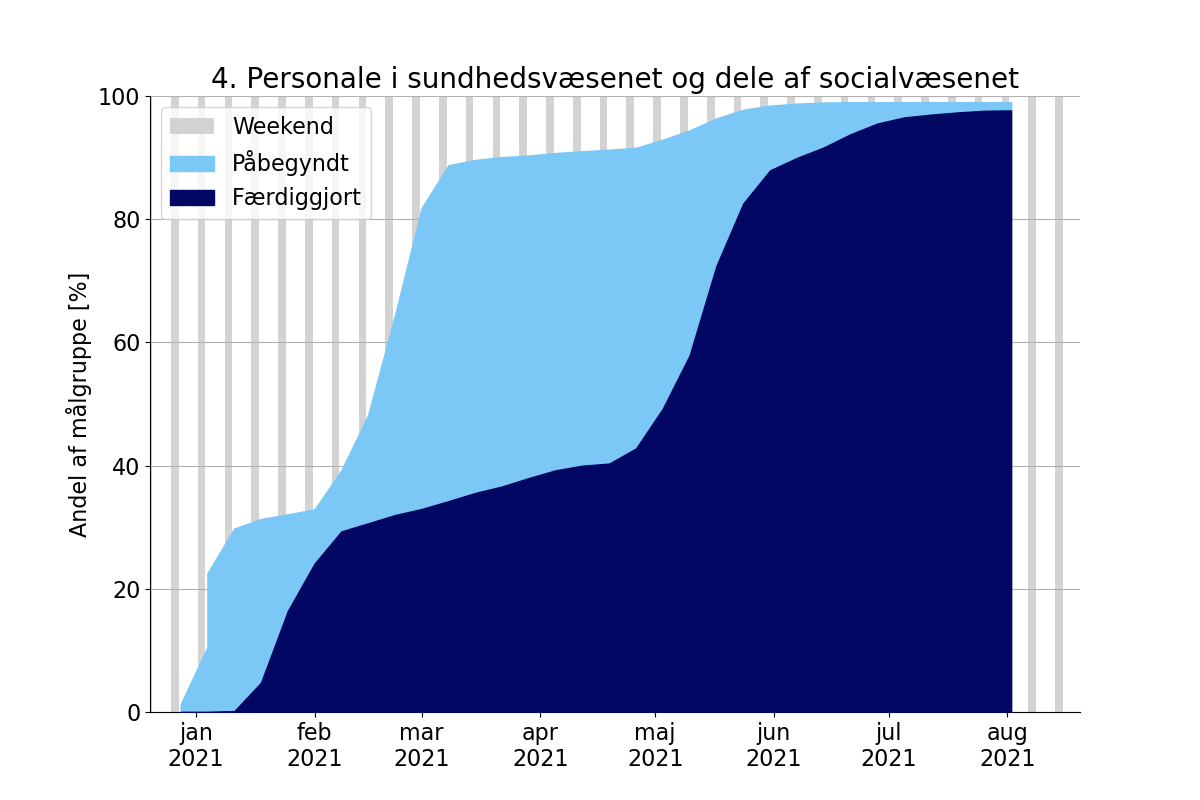 4. Personale i sundhedsvæsenet og dele af socialvæsenet
100
80
60
40
20
0
Andel af målgruppe [%]
Weekend
Påbegyndt
Færdiggjort
jan feb mar apr maj jun jul aug
2021 2021 2021 2021 2021 2021 2021 2021